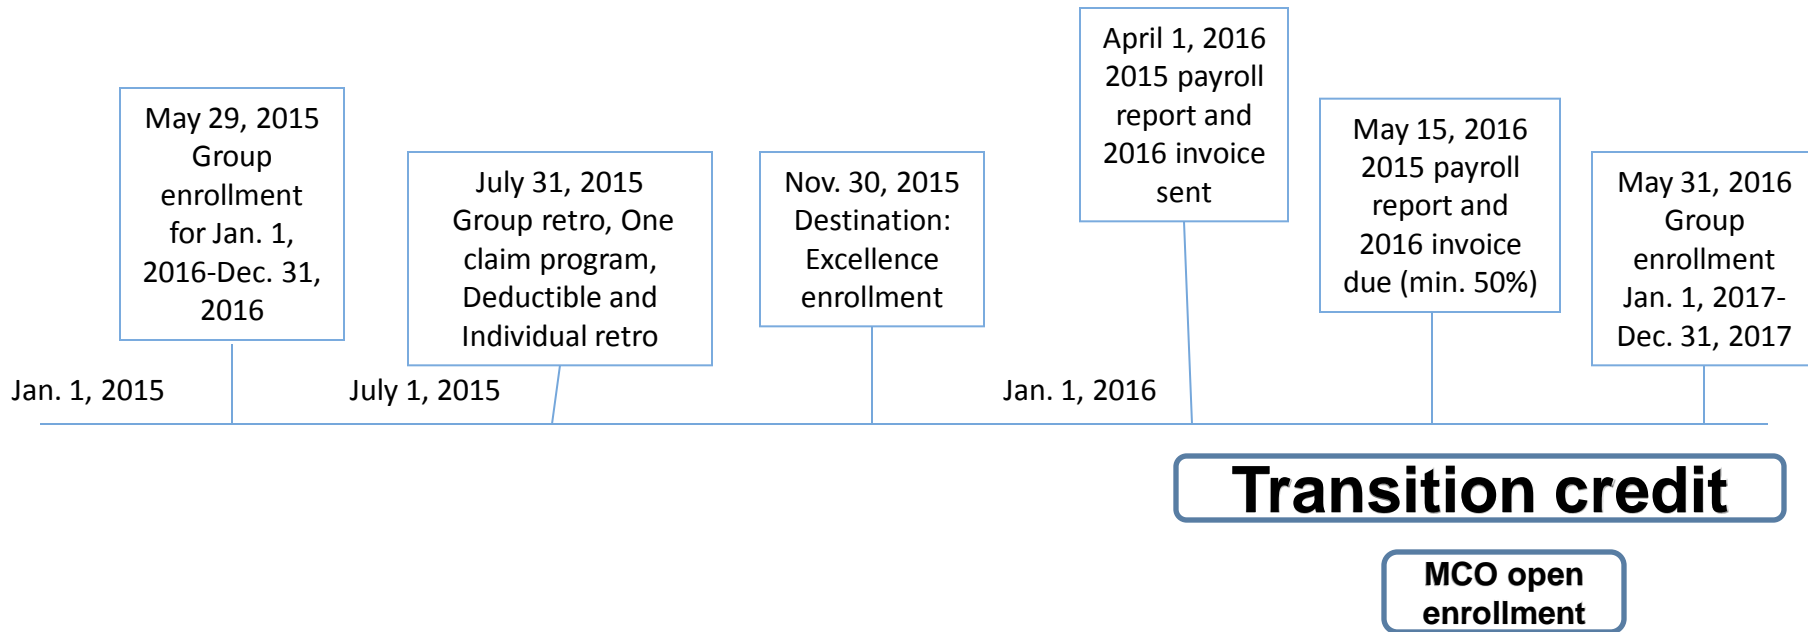 May 29, 2015
Group
enrollment
for Jan. 1,
2016-Dec. 31,
2016
July 31, 2015
Group retro, One
claim program,
Deductible and
Individual retro
Nov. 30, 2015
Destination:
Excellence
enrollment
April 1, 2016
2015 payroll
report and
2016 invoice
sent
May 15, 2016
2015 payroll
report and
2016 invoice
due (min. 50%)
May 31, 2016
Group
enrollment
Jan. 1, 2017-
Dec. 31, 2017
Jan. 1, 2015
July 1, 2015
Jan. 1, 2016
Transition credit
MCO open
enrollment